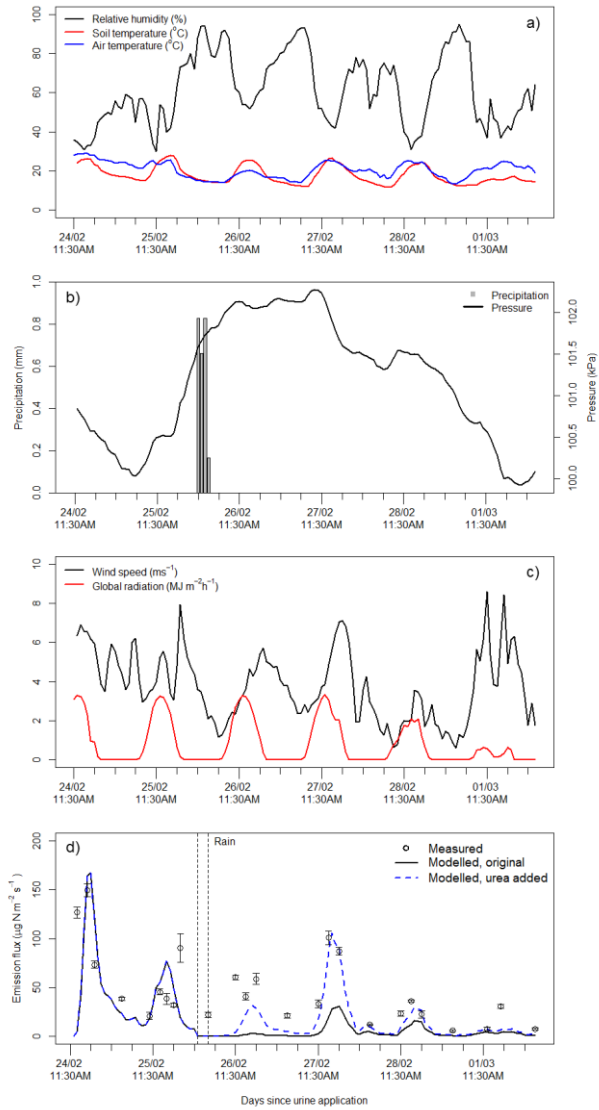 Relative humidity (%)
Soil temperature (°C)
Air temperature (°C)
a)
100
80
60
40
20
0
24/02
11:30AM
25/02
11:30AM
26/02
11:30AM
27/02
11:30AM
28/02
11:30AM
01/03
11:30AM
b)
Precipitation
Pressure
Precipitation (mm)
1.0
0.8
0.6
0.4
0.2
0.0
Pressure (kPa)
102.0
101.5
101.0
100.5
100.0
24/02
11:30AM
25/02
11:30AM
26/02
11:30AM
27/02
11:30AM
28/02
11:30AM
01/03
11:30AM
Wind speed (ms⁻¹)
Global radiation (MJ m⁻²h⁻¹)
c)
10
8
6
4
2
0
24/02
11:30AM
25/02
11:30AM
26/02
11:30AM
27/02
11:30AM
28/02
11:30AM
01/03
11:30AM
d)
Rain
Measured
Modelled, original
Modelled, urea added
Emission flux (µg N m⁻² s⁻¹)
200
150
100
50
0
24/02
11:30AM
25/02
11:30AM
26/02
11:30AM
27/02
11:30AM
28/02
11:30AM
01/03
11:30AM
Days since urine application